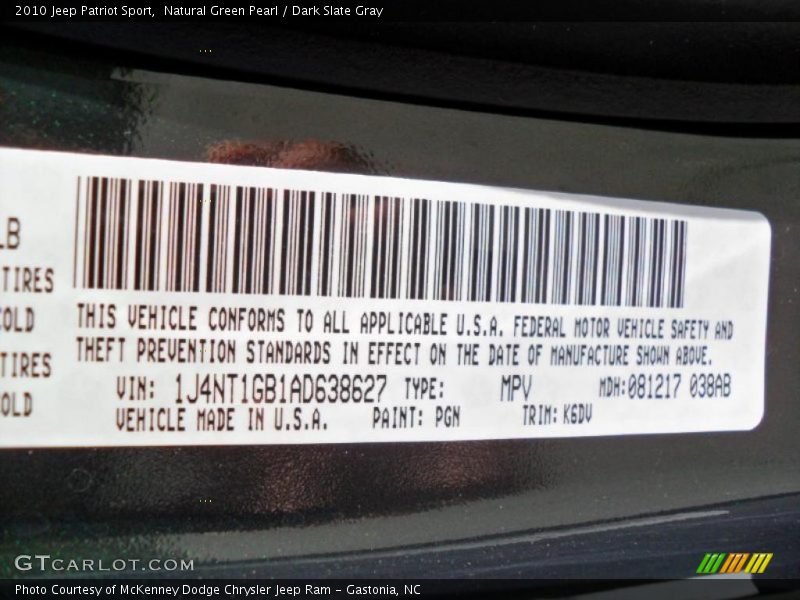 2010 Jeep Patriot Sport,  Natural Green Pearl / Dark Slate Gray
LB
TIRES
COLD
TIRES
OLD
THIS VEHICLE CONFORMS TO ALL APPLICABLE U.S.A. FEDERAL MOTOR VEHICLE SAFETY AND
THEFT PREVENTION STANDARDS IN EFFECT ON THE DATE OF MANUFACTURE SHOWN ABOVE.
VIN: 1J4NT1GB1AD638627 TYPE: MPV MDH:081217 038AB
VEHICLE MADE IN U.S.A. PAINT: PGN TRIM: K6DV
GTCARLOT.COM
Photo Courtesy of McKenney Dodge Chrysler Jeep Ram - Gastonia, NC